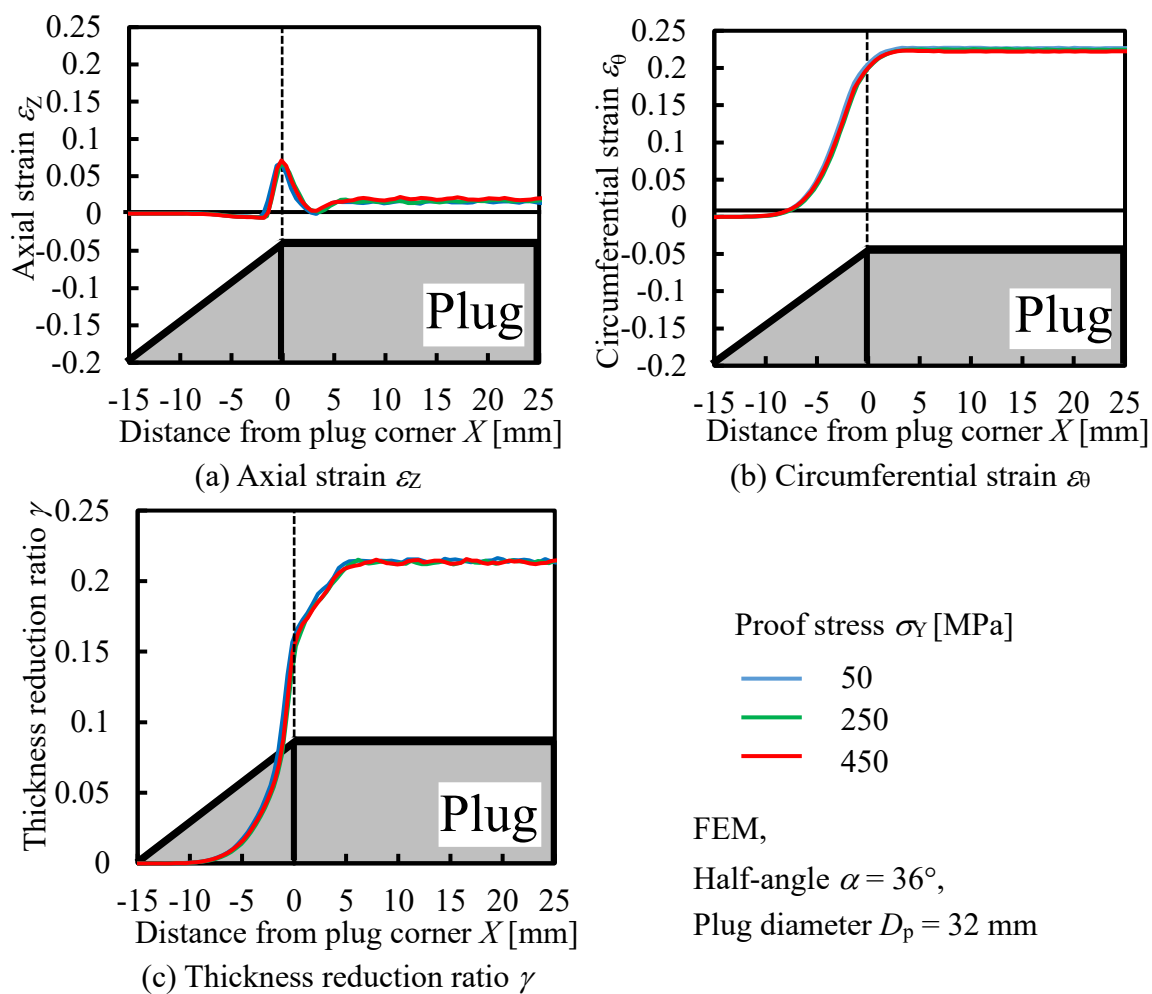 0.25
0.2
0.15
0.1
0.05
0
-0.05
-0.1
-0.15
-0.2
Axial strain εZ
Plug
-15 -10 -5 0 5 10 15 20 25
Distance from plug corner X [mm]
(a) Axial strain εZ
0.25
0.2
0.15
0.1
0.05
0
-0.05
-0.1
-0.15
-0.2
Circumferential strain εθ
Plug
-15 -10 -5 0 5 10 15 20 25
Distance from plug corner X [mm]
(b) Circumferential strain εθ
0.25
0.2
0.15
0.1
0.05
0
Thickness reduction ratio γ
Plug
-15 -10 -5 0 5 10 15 20 25
Distance from plug corner X [mm]
(c) Thickness reduction ratio γ
Proof stress σY [MPa]
50
250
450
FEM,
Half-angle α = 36°,
Plug diameter Dp = 32 mm